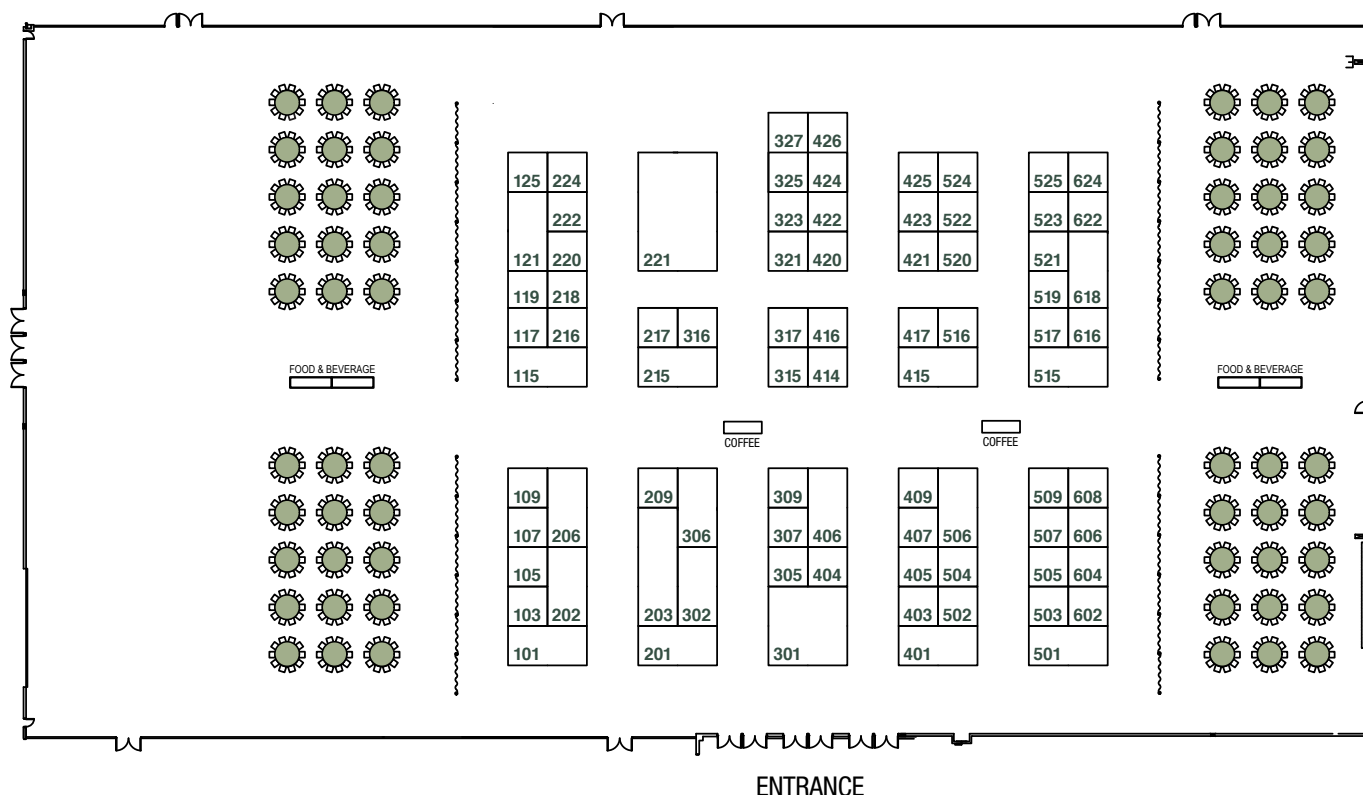 327 426
125 224 325 424 425 524 525 624
222 323 422 423 522 523 622
121 220 221 321 420 421 520 521
119 218 519 618
117 216 217 316 317 416 417 516 517 616
FOOD & BEVERAGE FOOD & BEVERAGE
115 215 315 414 415 515
COFFEE COFFEE
109 209 309 409 509 608
107 206 306 307 406 407 506 507 606
105 305 404 405 504 505 604
103 202 203 302 403 502 503 602
101 201 301 401 501
ENTRANCE